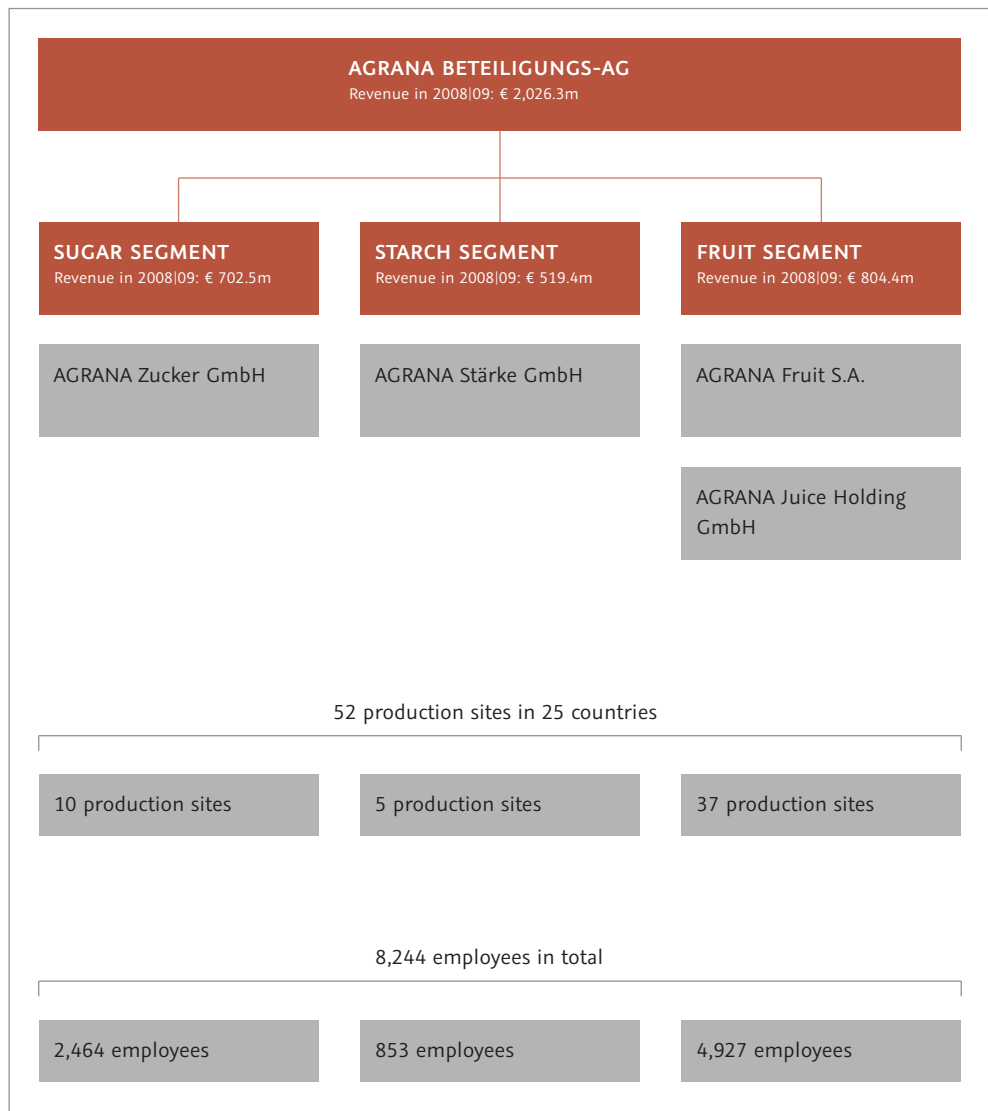 AGRANA BETEILIGUNGS-AG
Revenue in 2008|09: € 2,026.3m
SUGAR SEGMENT
Revenue in 2008|09: € 702.5m
STARCH SEGMENT
Revenue in 2008|09: € 519.4m
FRUIT SEGMENT
Revenue in 2008|09: € 804.4m
AGRANA Zucker GmbH
AGRANA Stärke GmbH
AGRANA Fruit S.A.
AGRANA Juice Holding
GmbH
52 production sites in 25 countries
10 production sites
5 production sites
37 production sites
8,244 employees in total
2,464 employees
853 employees
4,927 employees